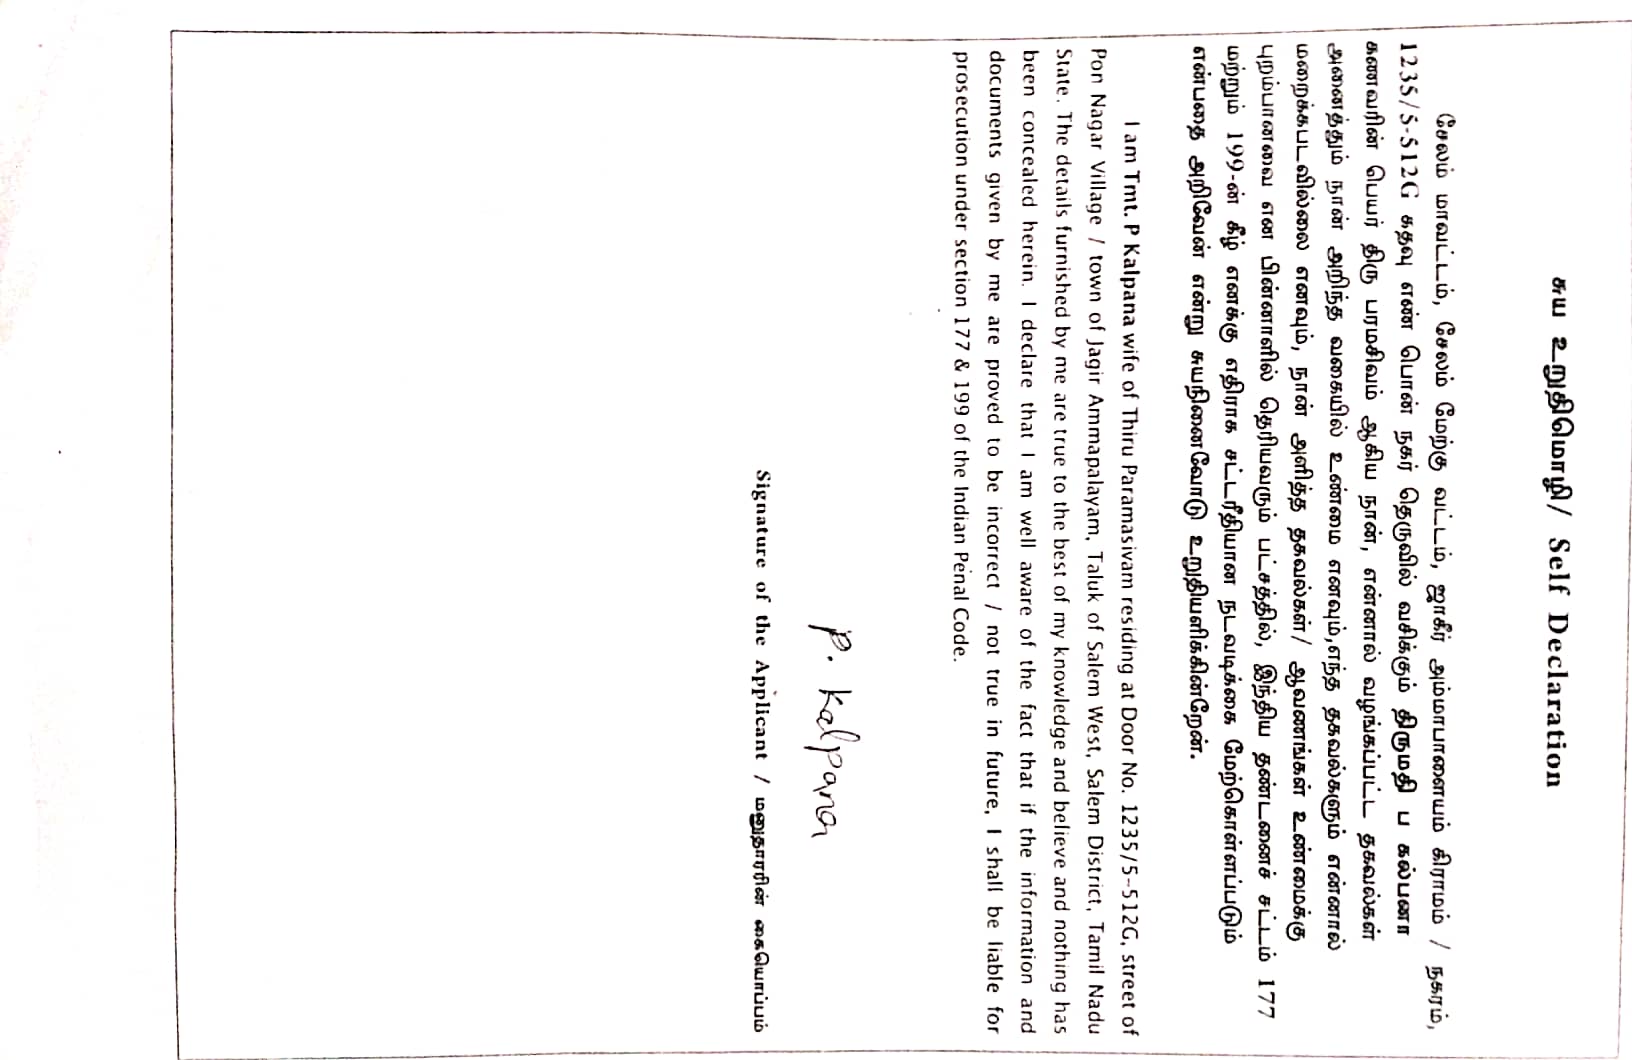 சுய உறுதிமொழி/ Self Declaration
சேலம் மாவட்டம், சேலம் மேற்கு வட்டம், ஜாகீர் அம்மாபாளையம் கிராமம் / நகரம்,
1235/5-512G கதவு எண் பொன் நகர் தெருவில் வசிக்கும் திருமதி ப கல்பனா
கணவரின் பெயர் திரு பரமசிவம் ஆகிய நான், என்னால் வழங்கப்பட்ட தகவல்கள்
அனைத்தும் நான் அறிந்த வகையில் உண்மை எனவும்,எந்த தகவல்களும் என்னால்
மறைக்கபடவில்லை எனவும், நான் அளித்த தகவல்கள்/ ஆவணங்கள் உண்மைக்கு
புறம்பானவை என பின்னாளில் தெரியவரும் பட்சத்தில், இந்திய தண்டணைச் சட்டம் 177
மற்றும் 199-ன் கீழ் எனக்கு எதிராக சட்டரீதியான நடவடிக்கை மேற்கொள்ளப்படும்
என்பதை அறிவேன் என்று சுயநினைவோடு உறுதியளிக்கின்றேன்.
I am Tmt. P Kalpana wife of Thiru Paramasivam residing at Door No. 1235/5-512G, street of
Pon Nagar Village / town of Jagir Ammapalayam, Taluk of Salem West, Salem District, Tamil Nadu
State. The details furnished by me are true to the best of my knowledge and believe and nothing has
been concealed herein. I declare that I am well aware of the fact that if the information and
documents given by me are proved to be incorrect / not true in future, I shall be liable for
prosecution under section 177 & 199 of the Indian Penal Code.
P. Kalpana
Signature of the Applicant / மனுதாரரின் கையொப்பம்